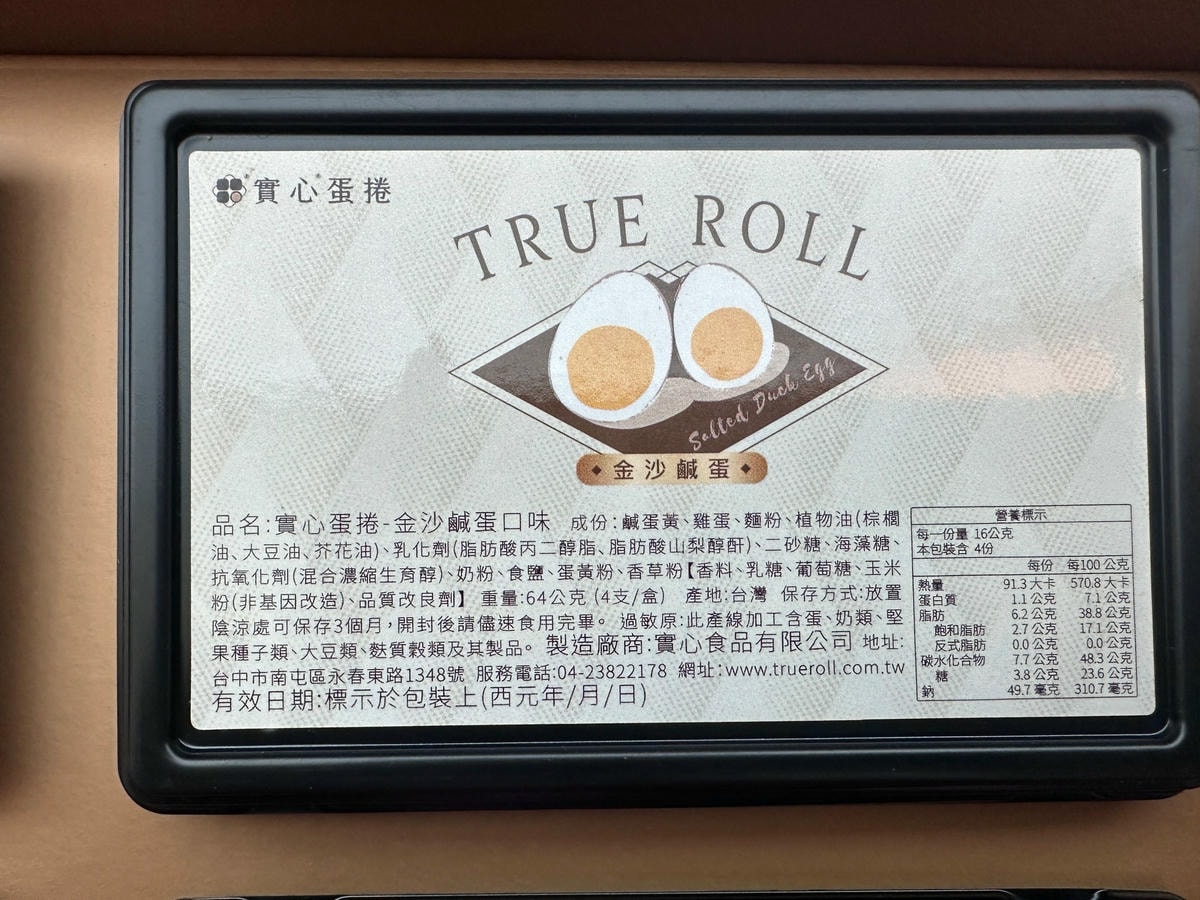 實心蛋捲
TRUE ROLL
Salted Duck Egg
金沙鹹蛋
品名:實心蛋捲-金沙鹹蛋口味 成份:鹹蛋黃、雞蛋、麵粉、植物油(棕櫚
油、大豆油、芥花油)、乳化劑(脂肪酸丙二醇脂、脂肪酸山梨醇酐)、二砂糖、海藻糖、
抗氧化劑(混合濃縮生育醇)、奶粉、食鹽、蛋黃粉、香草粉【香料、乳糖、葡萄糖、玉米
粉(非基因改造)、品質改良劑】 重量:64公克 (4支/盒) 產地:台灣 保存方式:放置
陰涼處可保存3個月,開封後請儘速食用完畢。 過敏原:此產線加工含蛋、奶類、堅
果種子類、大豆類、麩質穀類及其製品。 製造廠商:實心食品有限公司 地址:
台中市南屯區永春東路1348號 服務電話:04-23822178 網址:www.trueroll.com.tw
有效日期:標示於包裝上(西元年/月/日)
營養標示
每一份量 16公克
本包裝含 4份
每份 每100 公克
熱量 91.3 大卡 570.8 大卡
蛋白質 1.1 公克 7.1 公克
脂肪 6.2 公克 38.8 公克
飽和脂肪 2.7 公克 17.1 公克
反式脂肪 0.0 公克 0.0 公克
碳水化合物 7.7 公克 48.3 公克
糖 3.8 公克 23.6 公克
鈉 49.7 毫克 310.7 毫克